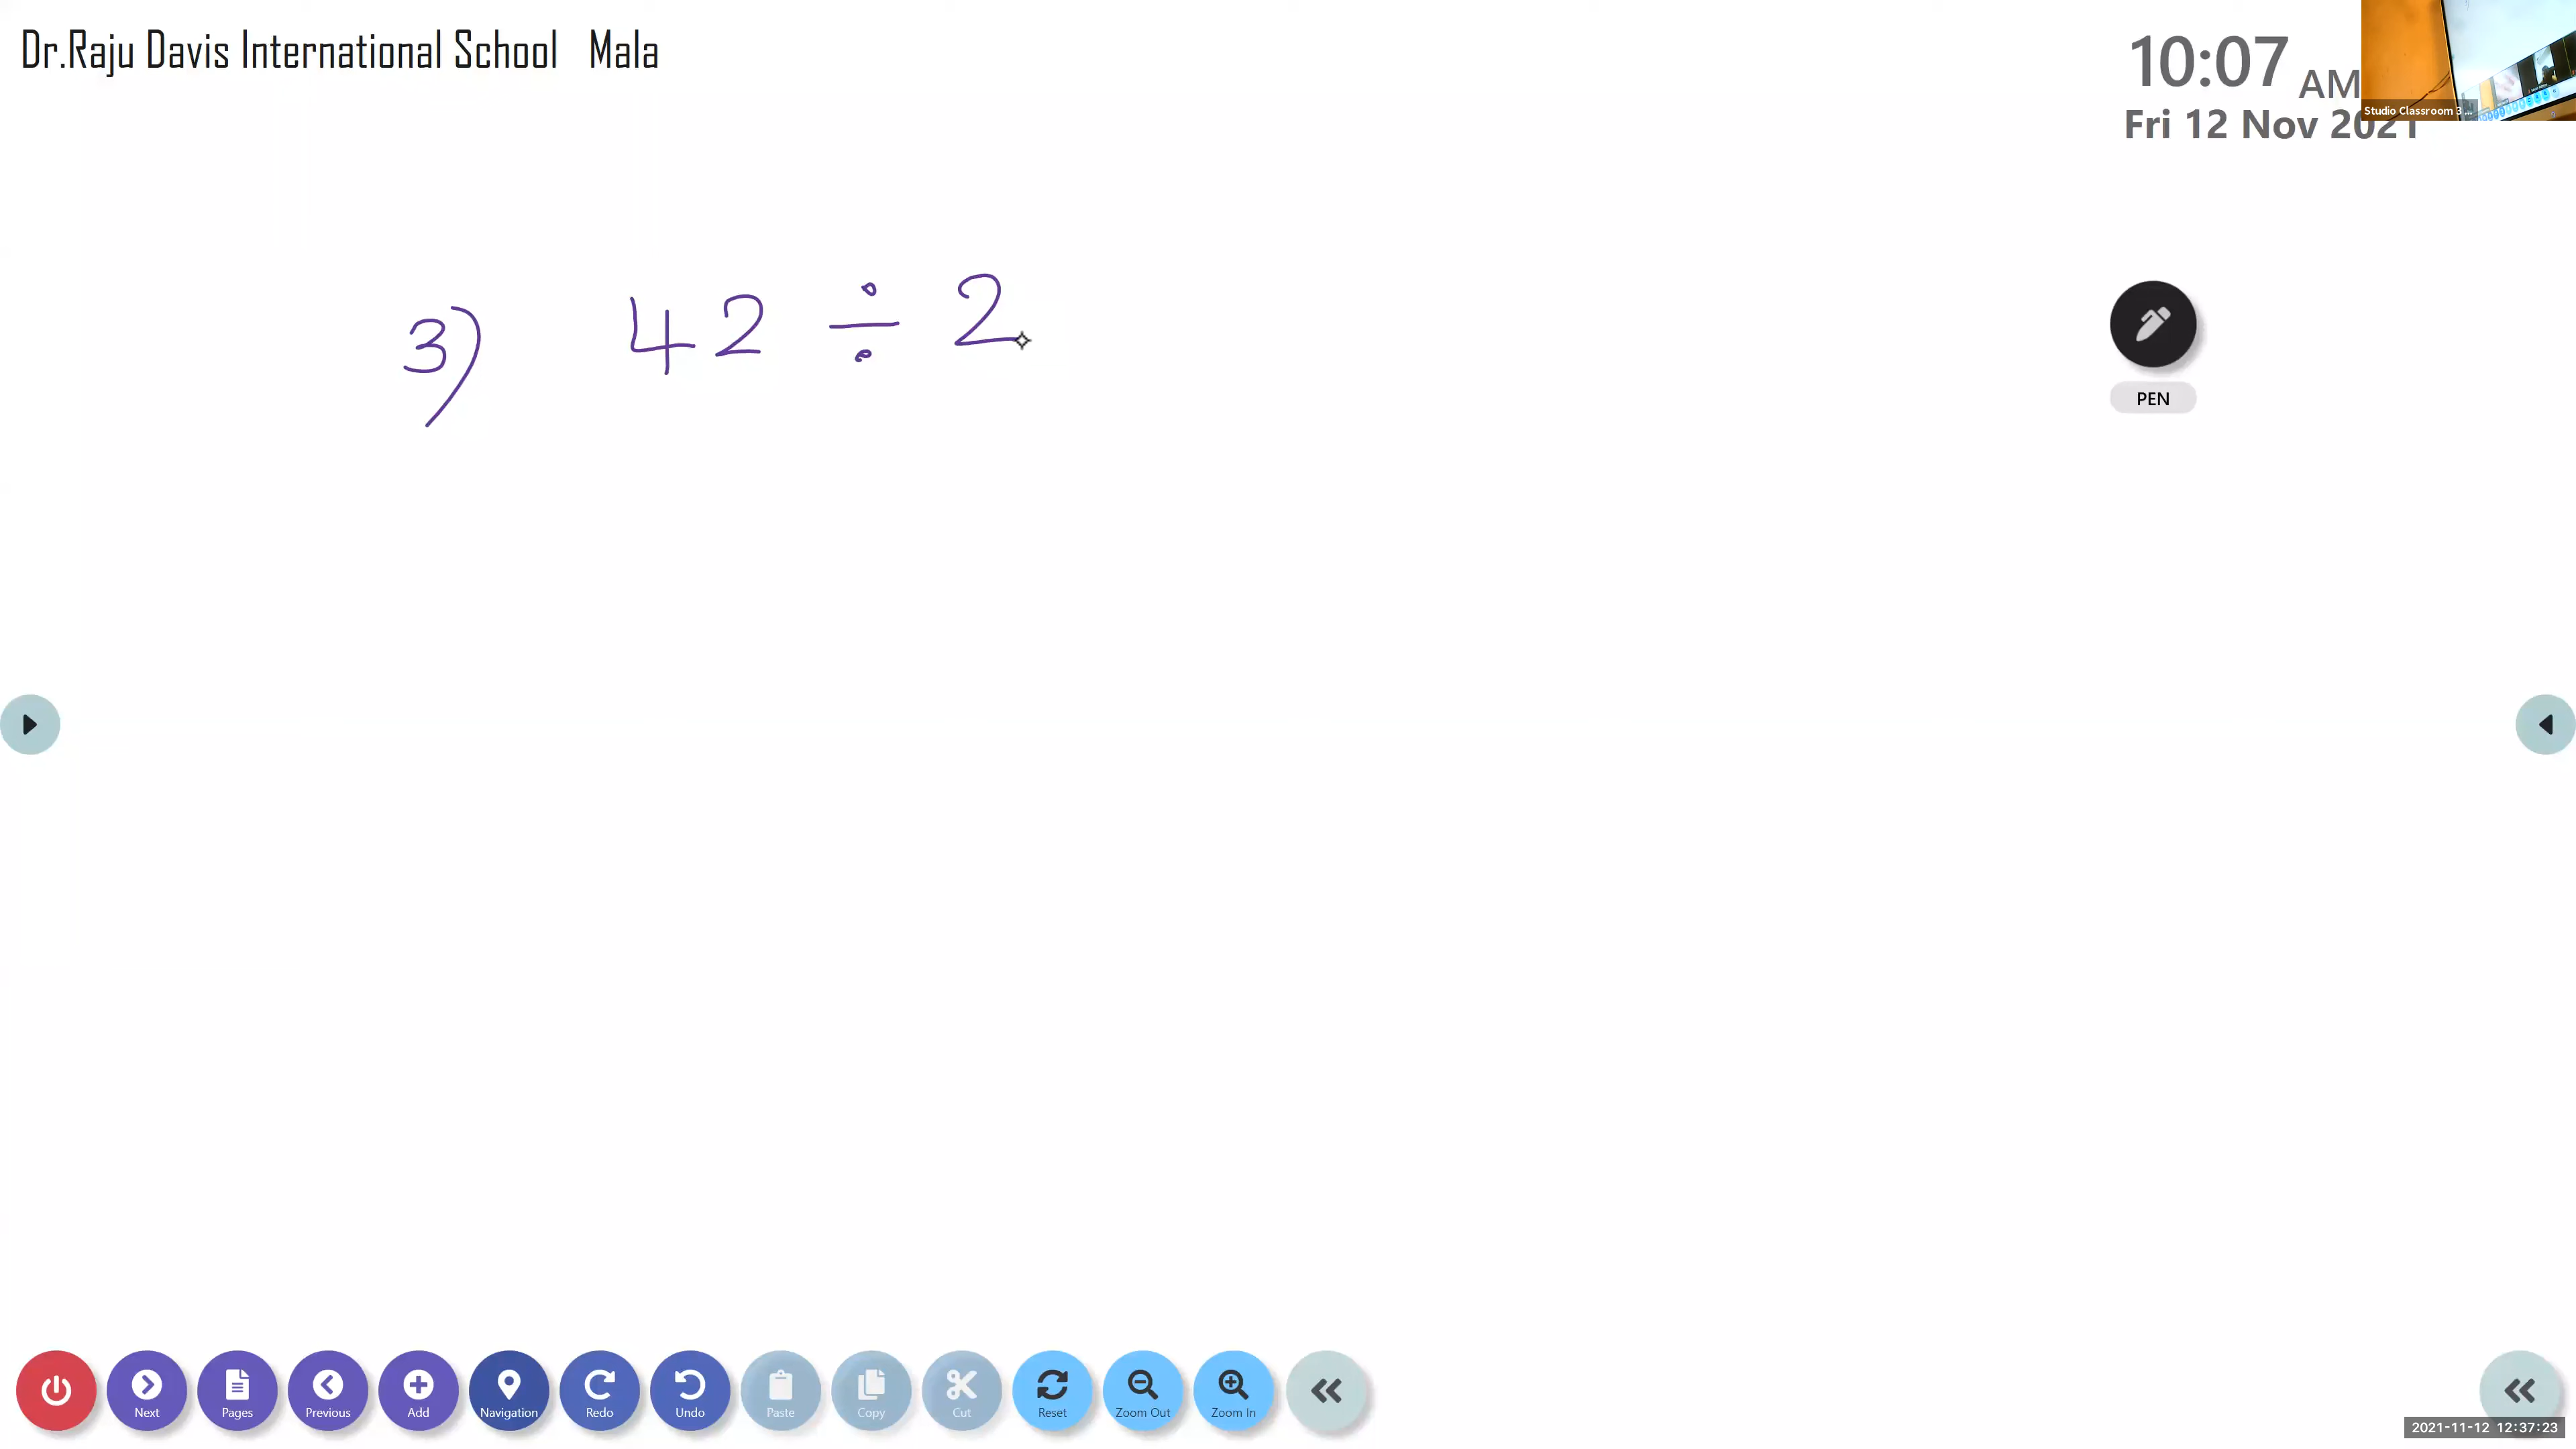 Dr.Raju Davis International School Mala
10:07 AM
Fri 12 Nov 2021
Studio Classroom 3 ...
3) 42 ÷ 2
PEN
Next
Pages
Previous
Add
Navigation
Redo
Undo
Paste
Copy
Cut
Reset
Zoom Out
Zoom In
2021-11-12 12:37:23